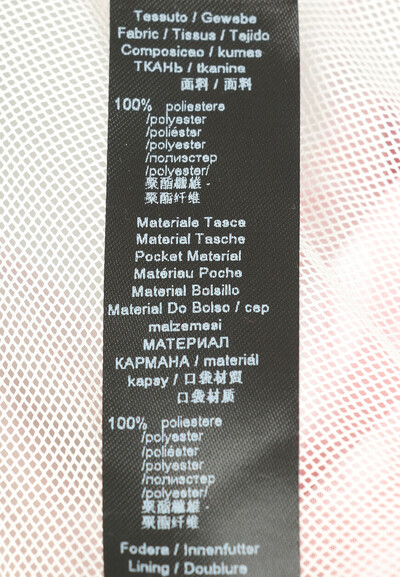 Tessuto / Gewebe
Fabric / Tissus / Tejido
Composicao / kumas
ТКАНЬ / tkanina
面料 / 面料
100% poliestere
/polyester
/poliéster
/polyester
/полиэстер
/polyester/
聚酯纖維 -
聚酯纤维
Materiale Tasca
Material Tasche
Pocket Material
Matériau Poche
Material Bolsillo
Material Do Bolso / cep
malzemesi
МАТЕРИАЛ
КАРМАНА / materiál
kapsy / 口袋材質
口袋材质
100% poliestere
/polyester
/poliéster
/polyester
/полиэстер
/polyester/
聚酯纖維 -
聚酯纤维
Fodera / Innenfutter
Lining / Doublure